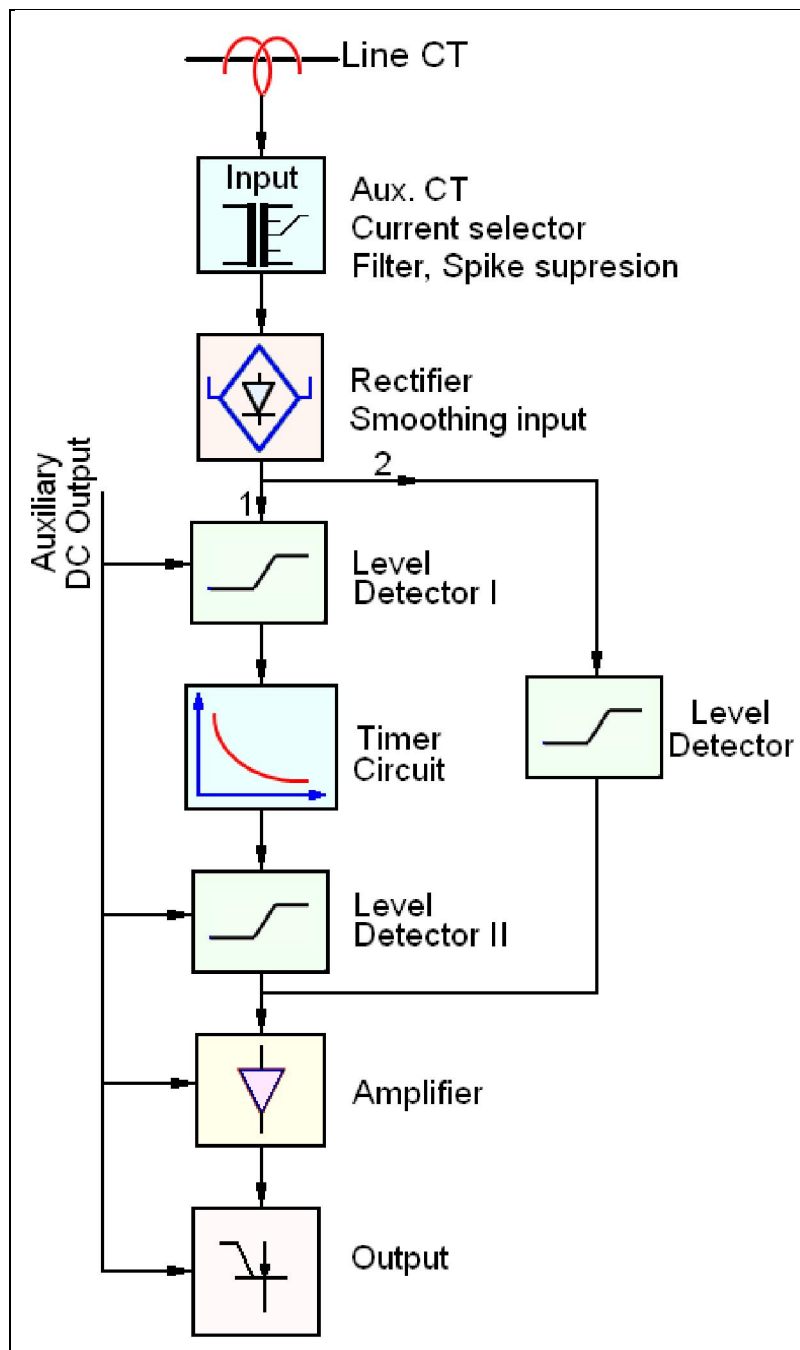 Line CT
Input
Aux. CT
Current selector
Filter, Spike supresion
Rectifier
Smoothing input
2
1
Auxiliary
DC Output
Level
Detector I
Timer
Circuit
Level
Detector
Level
Detector II
Amplifier
Output